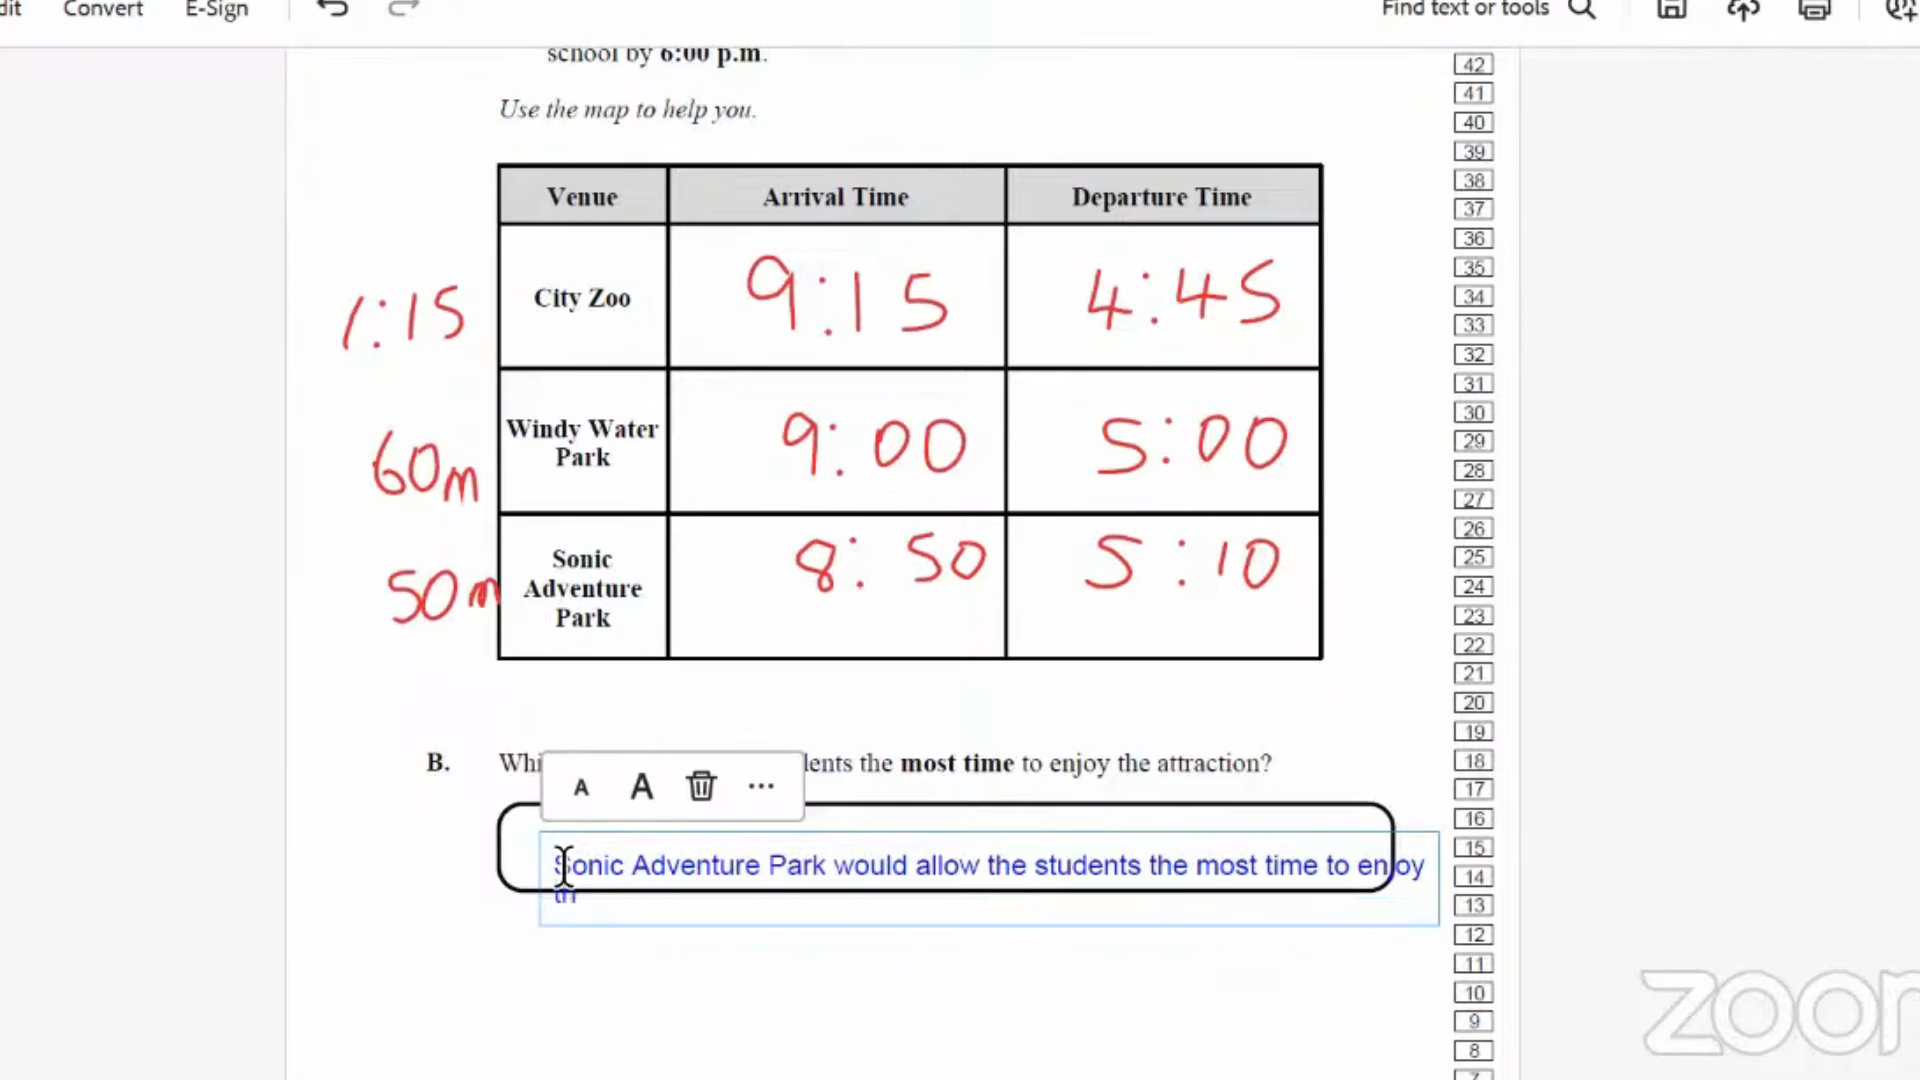 dit Convert E-Sign Find text or tools
school by 6:00 p.m.
Use the map to help you.
Venue Arrival Time Departure Time
1:15 City Zoo 9:15 4:45
60m Windy Water Park 9:00 5:00
50m Sonic Adventure Park 8:50 5:10
B. Whi dents the most time to enjoy the attraction?
A A ...
Sonic Adventure Park would allow the students the most time to enjoy
th
42
41
40
39
38
37
36
35
34
33
32
31
30
29
28
27
26
25
24
23
22
21
20
19
18
17
16
15
14
13
12
11
10
9
8
zoom